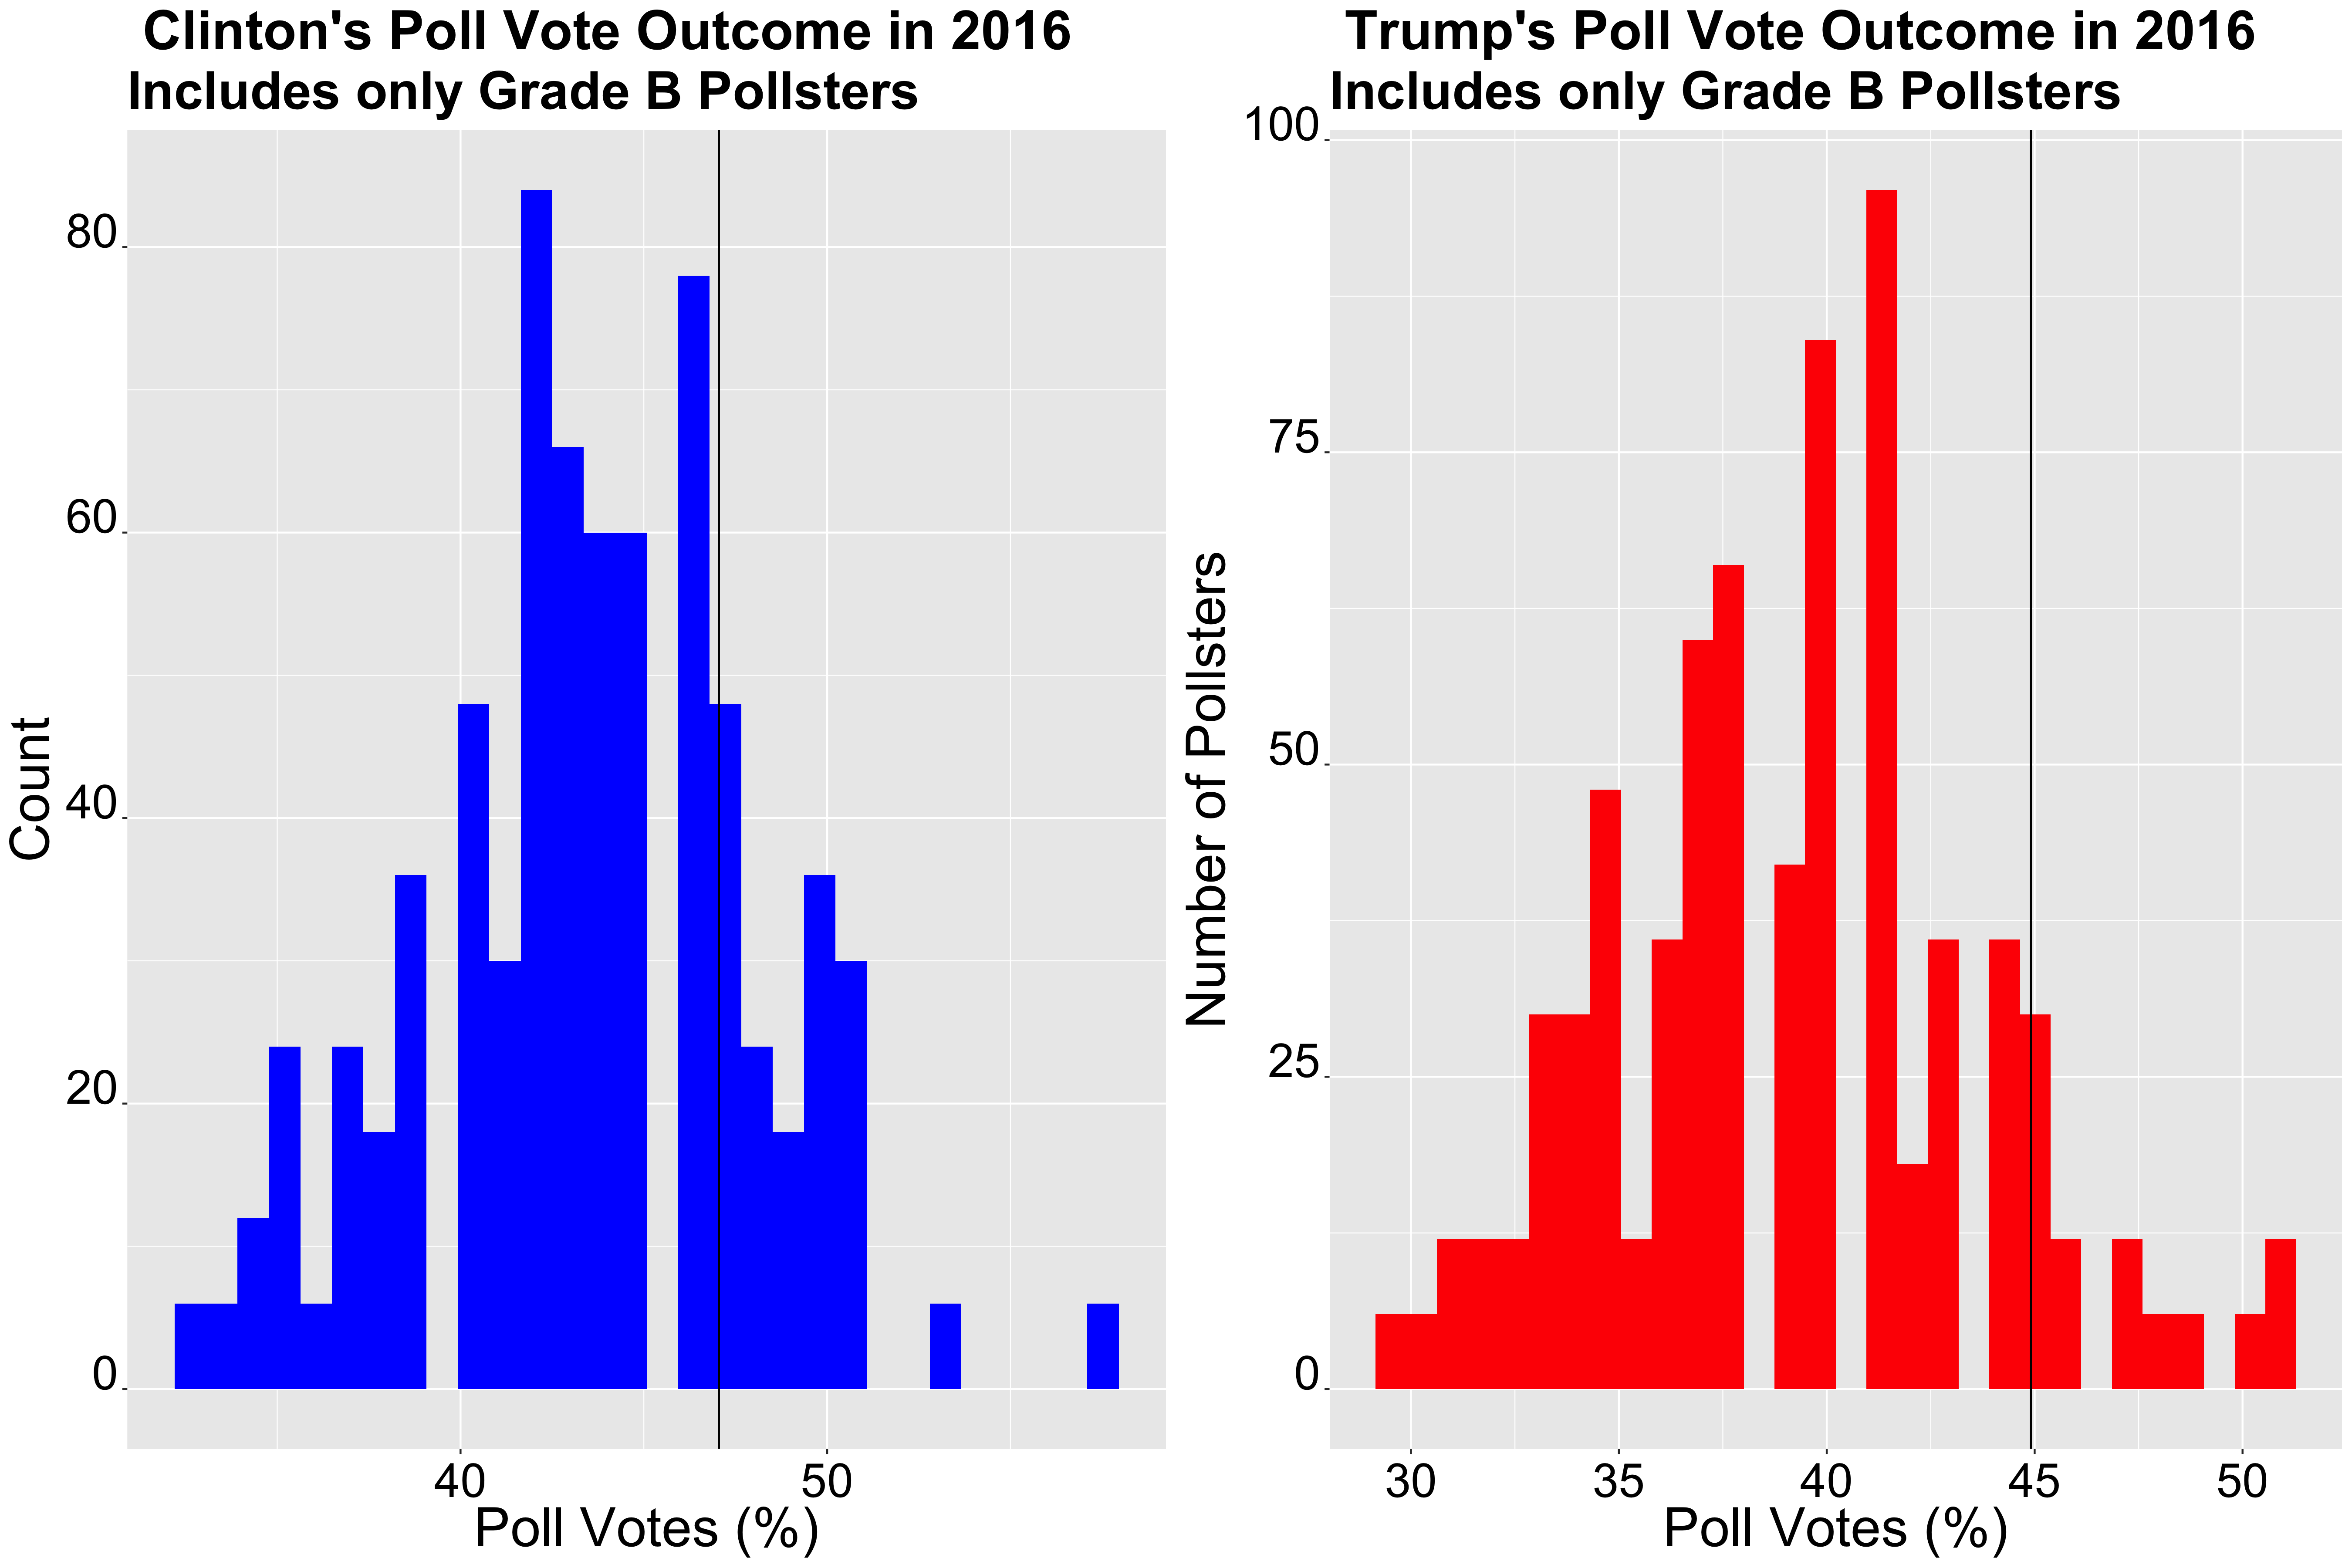 Clinton's Poll Vote Outcome in 2016
Includes only Grade B Pollsters
Count
80
60
40
20
0
40 50
Poll Votes (%)
Trump's Poll Vote Outcome in 2016
Includes only Grade B Pollsters
Number of Pollsters
100
75
50
25
0
30 35 40 45 50
Poll Votes (%)